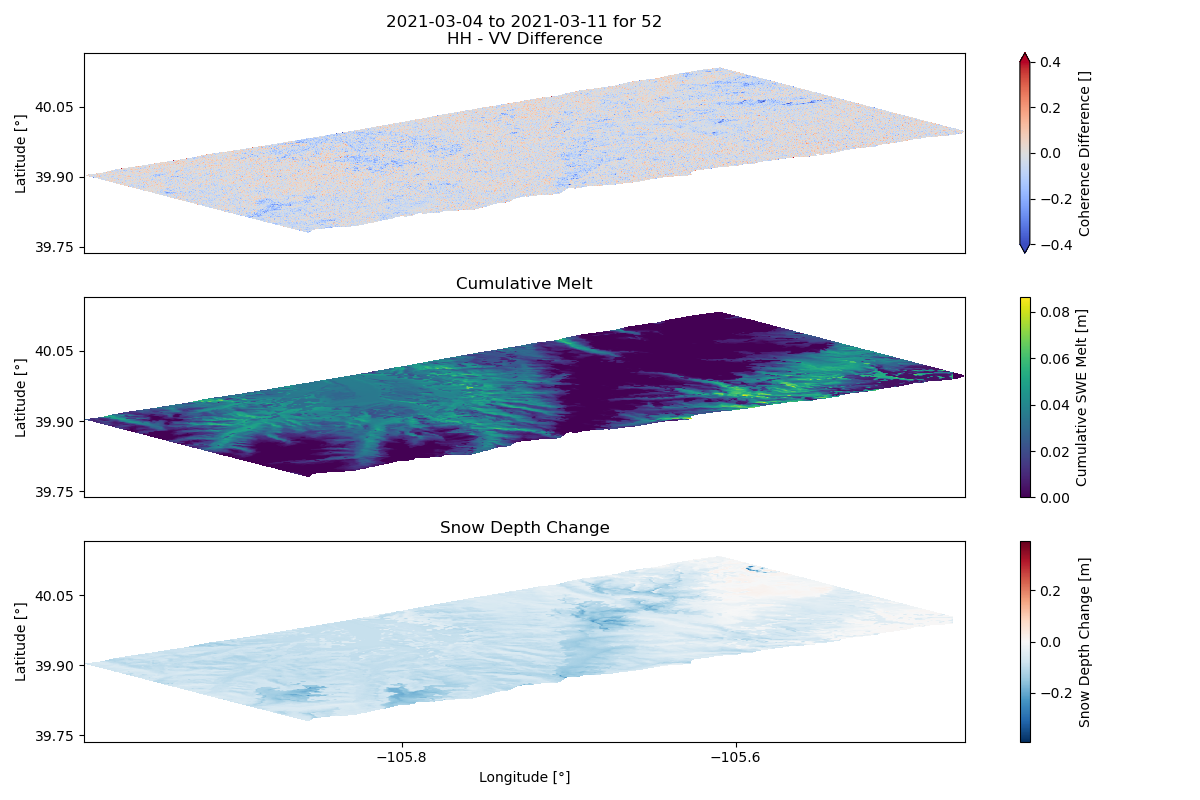 2021-03-04 to 2021-03-11 for 52
HH - VV Difference
40.05
39.90
39.75
Latitude [°]
0.4
0.2
0.0
−0.2
−0.4
Coherence Difference []
Cumulative Melt
40.05
39.90
39.75
Latitude [°]
0.08
0.06
0.04
0.02
0.00
Cumulative SWE Melt [m]
Snow Depth Change
40.05
39.90
39.75
Latitude [°]
0.2
0.0
−0.2
Snow Depth Change [m]
−105.8
−105.6
Longitude [°]